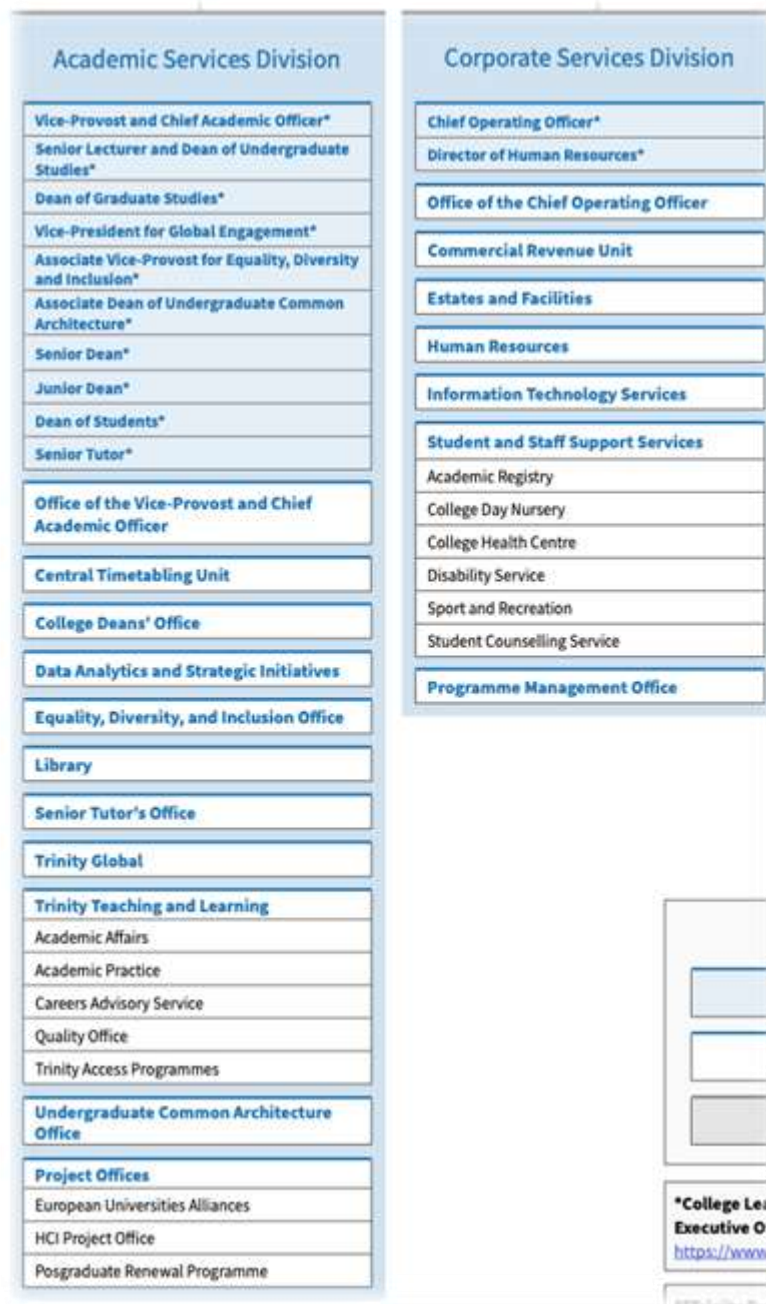 Academic Services Division
Vice-Provost and Chief Academic Officer*
Senior Lecturer and Dean of Undergraduate
Studies*
Dean of Graduate Studies*
Vice-President for Global Engagement*
Associate Vice-Provost for Equality, Diversity
and Inclusion*
Associate Dean of Undergraduate Common
Architecture*
Senior Dean*
Junior Dean*
Dean of Students*
Senior Tutor*
Office of the Vice-Provost and Chief
Academic Officer
Central Timetabling Unit
College Deans' Office
Data Analytics and Strategic Initiatives
Equality, Diversity, and Inclusion Office
Library
Senior Tutor's Office
Trinity Global
Trinity Teaching and Learning
Academic Affairs
Academic Practice
Careers Advisory Service
Quality Office
Trinity Access Programmes
Undergraduate Common Architecture
Office
Project Offices
European Universities Alliances
HCI Project Office
Posgraduate Renewal Programme
Corporate Services Division
Chief Operating Officer*
Director of Human Resources*
Office of the Chief Operating Officer
Commercial Revenue Unit
Estates and Facilities
Human Resources
Information Technology Services
Student and Staff Support Services
Academic Registry
College Day Nursery
College Health Centre
Disability Service
Sport and Recreation
Student Counselling Service
Programme Management Office
*College Lea
Executive O
https://www